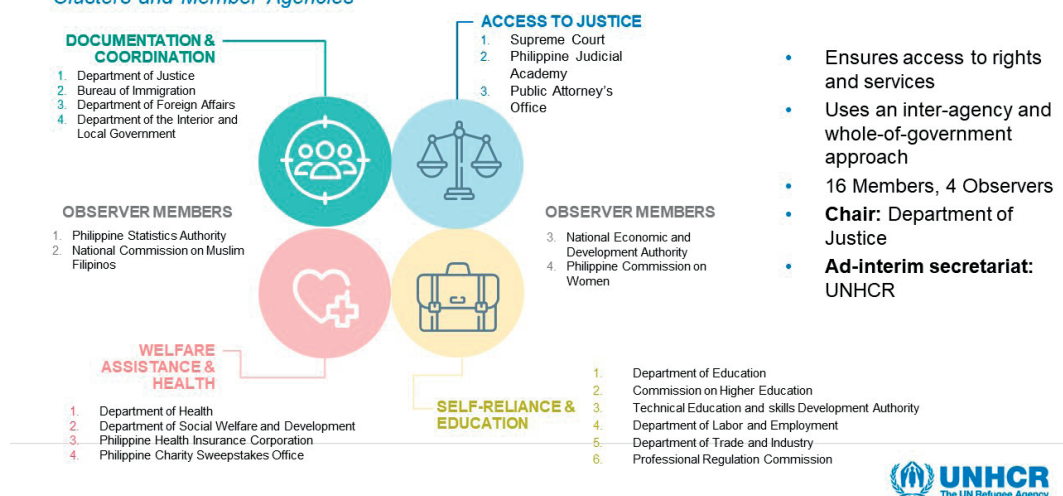 Clusters and Member Agencies
DOCUMENTATION &
COORDINATION
1. Department of Justice
2. Bureau of Immigration
3. Department of Foreign Affairs
4. Department of the Interior and
Local Government
ACCESS TO JUSTICE
1. Supreme Court
2. Philippine Judicial
Academy
3. Public Attorney's
Office
OBSERVER MEMBERS
1. Philippine Statistics Authority
2. National Commission on Muslim
Filipinos
OBSERVER MEMBERS
3. National Economic and
Development Authority
4. Philippine Commission on
Women
WELFARE
ASSISTANCE &
HEALTH
1. Department of Health
2. Department of Social Welfare and Development
3. Philippine Health Insurance Corporation
4. Philippine Charity Sweepstakes Office
SELF-RELIANCE &
EDUCATION
1. Department of Education
2. Commission on Higher Education
3. Technical Education and skills Development Authority
4. Department of Labor and Employment
5. Department of Trade and Industry
6. Professional Regulation Commission
• Ensures access to rights
and services
• Uses an inter-agency and
whole-of-government
approach
• 16 Members, 4 Observers
• Chair: Department of
Justice
• Ad-interim secretariat:
UNHCR
UNHCR
The UN Refugee Agency